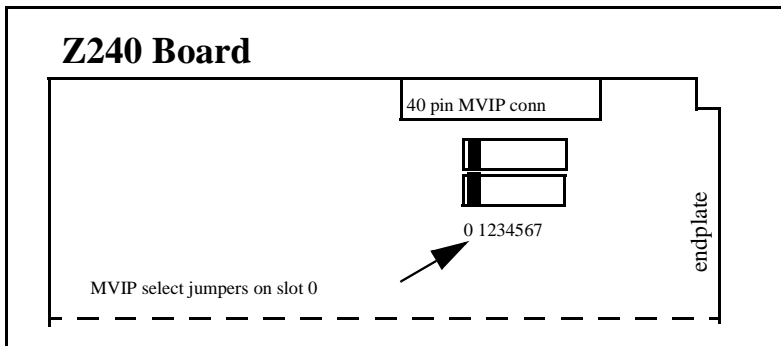 Z240 Board
40 pin MVIP conn
0 1234567
endplate
MVIP select jumpers on slot 0